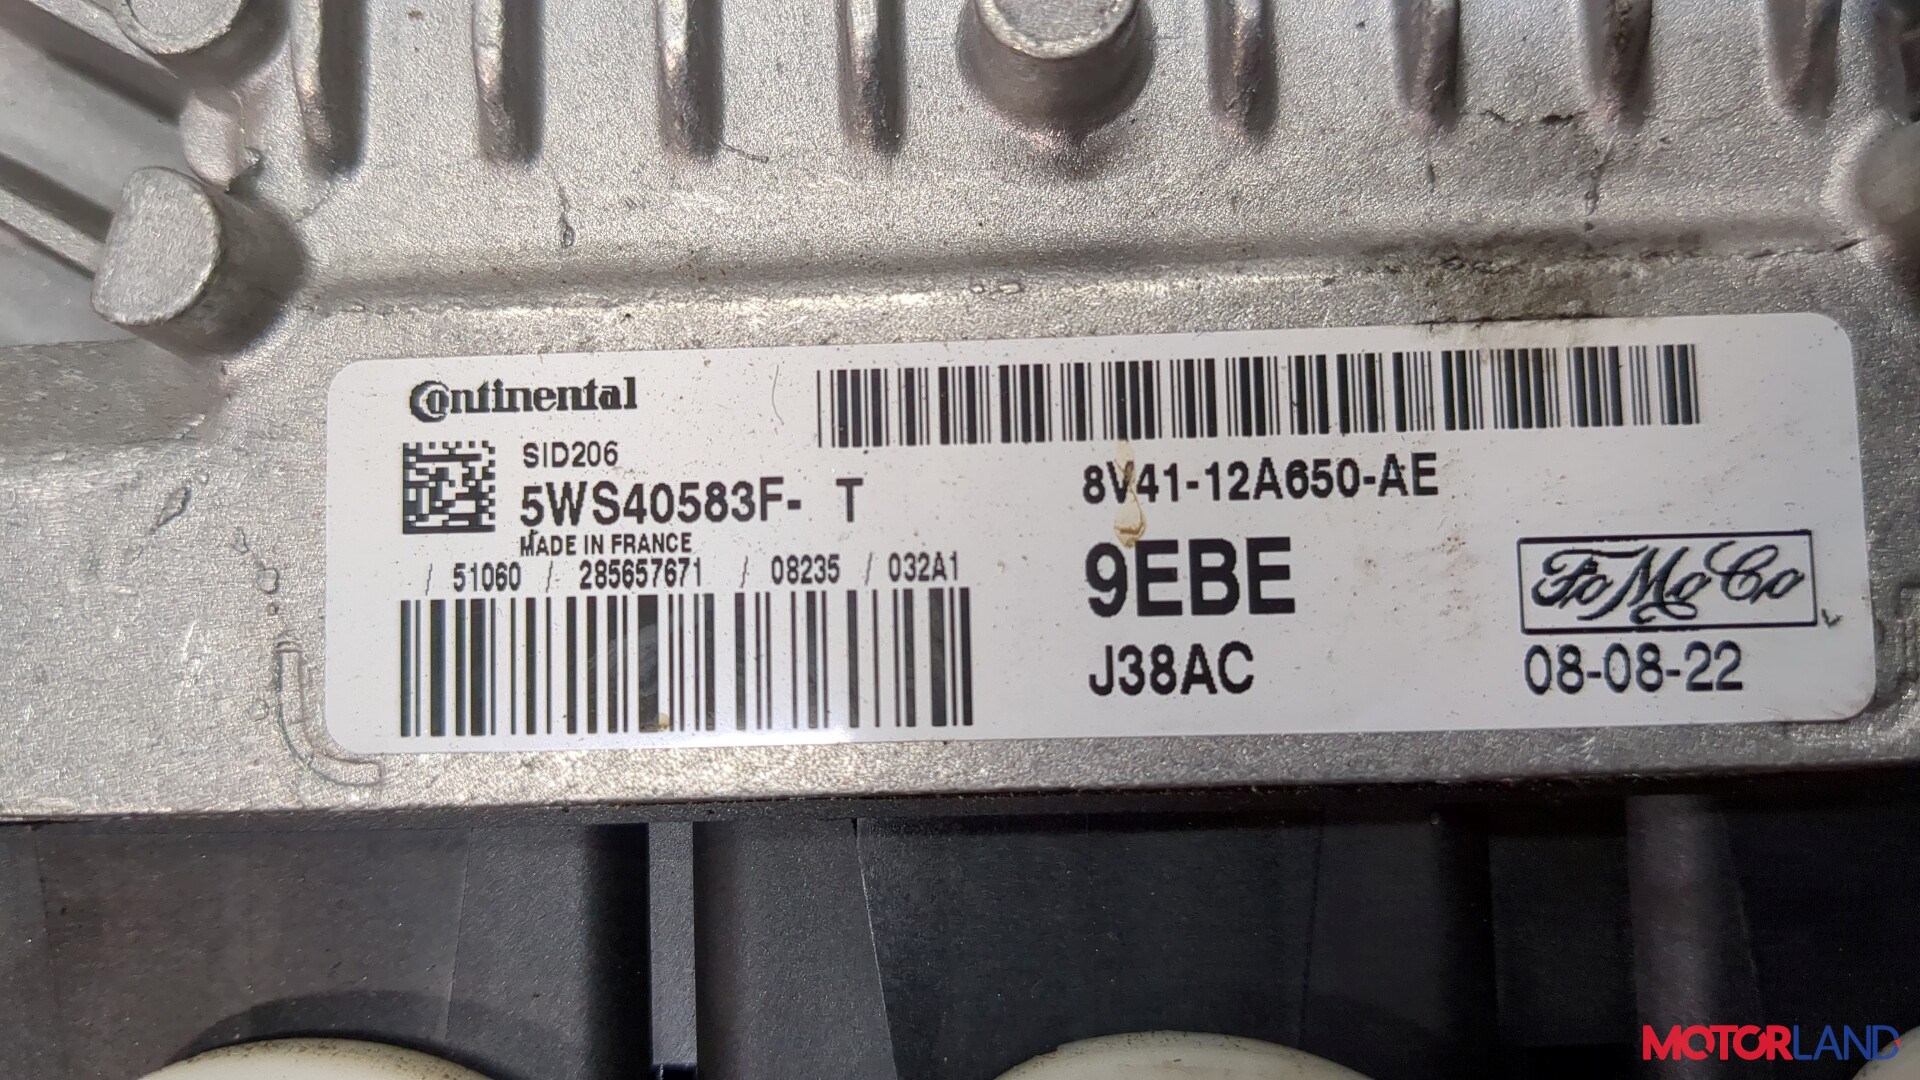 Continental
SID206
5WS40583F- T
MADE IN FRANCE
/ 51060 / 285657671 / 08235 / 032A1
8V41-12A650-AE
9EBE
J38AC
FoMoCo
08-08-22
MOTORLAND